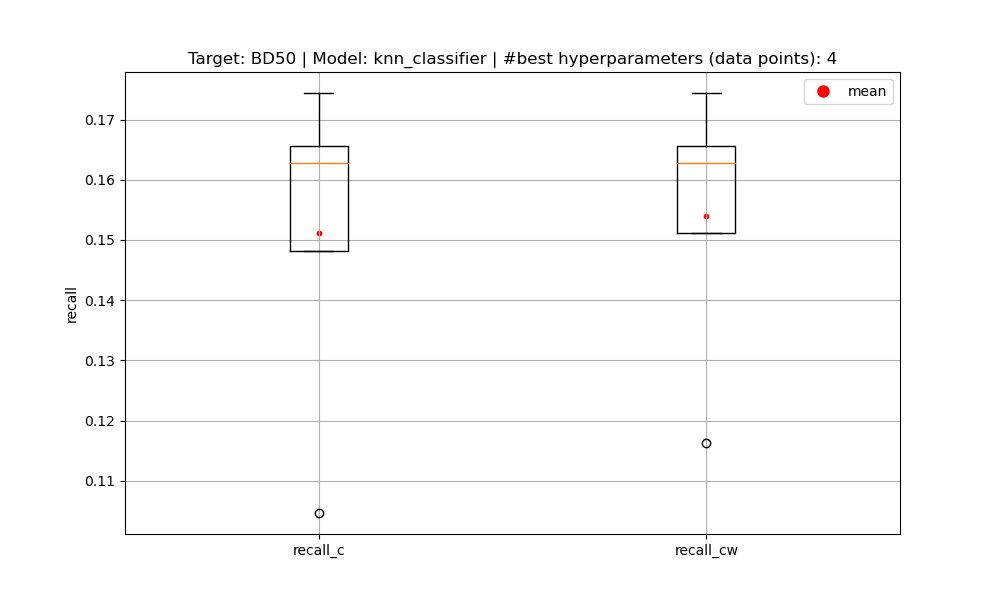 Target: BD50 | Model: knn_classifier | #best hyperparameters (data points): 4
mean
0.17
0.16
0.15
0.14
0.13
0.12
0.11
recall
recall_c
recall_cw